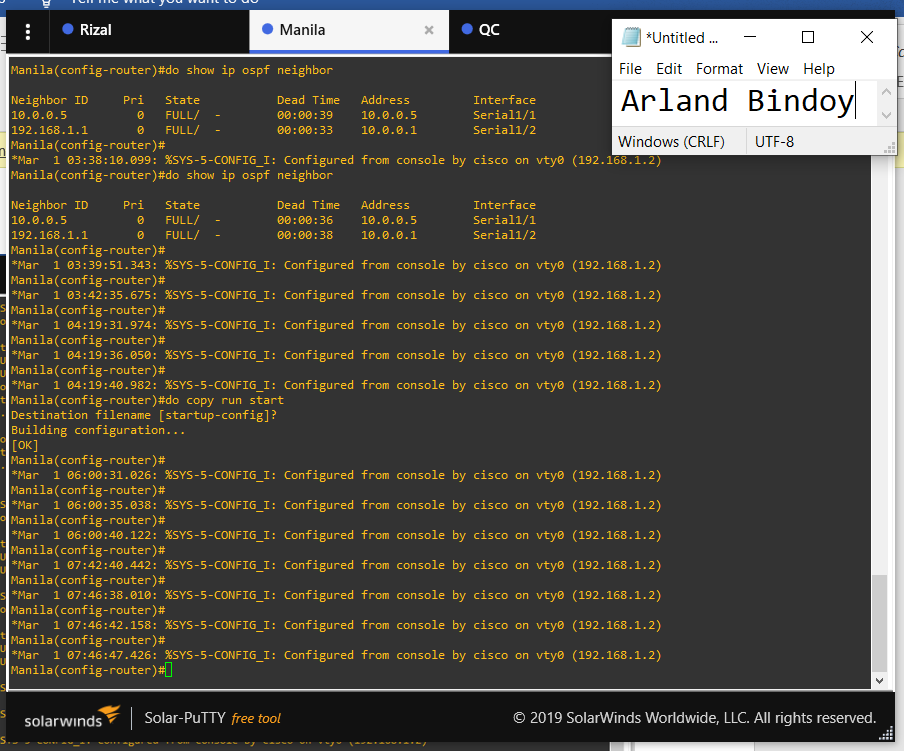 Tell me what you want to do
Rizal
Manila
QC
*Untitled ...
File Edit Format View Help
Arland Bindoy
Windows (CRLF) UTF-8
Manila(config-router)#do show ip ospf neighbor
Neighbor ID Pri State Dead Time Address Interface
10.0.0.5 0 FULL/ - 00:00:39 10.0.0.5 Serial1/1
192.168.1.1 0 FULL/ - 00:00:33 10.0.0.1 Serial1/2
Manila(config-router)#
*Mar 1 03:38:10.099: %SYS-5-CONFIG_I: Configured from console by cisco on vty0 (192.168.1.2)
Manila(config-router)#do show ip ospf neighbor
Neighbor ID Pri State Dead Time Address Interface
10.0.0.5 0 FULL/ - 00:00:36 10.0.0.5 Serial1/1
192.168.1.1 0 FULL/ - 00:00:38 10.0.0.1 Serial1/2
Manila(config-router)#
*Mar 1 03:39:51.343: %SYS-5-CONFIG_I: Configured from console by cisco on vty0 (192.168.1.2)
Manila(config-router)#
*Mar 1 03:42:35.675: %SYS-5-CONFIG_I: Configured from console by cisco on vty0 (192.168.1.2)
Manila(config-router)#
*Mar 1 04:19:31.974: %SYS-5-CONFIG_I: Configured from console by cisco on vty0 (192.168.1.2)
Manila(config-router)#
*Mar 1 04:19:36.050: %SYS-5-CONFIG_I: Configured from console by cisco on vty0 (192.168.1.2)
Manila(config-router)#
*Mar 1 04:19:40.982: %SYS-5-CONFIG_I: Configured from console by cisco on vty0 (192.168.1.2)
Manila(config-router)#do copy run start
Destination filename [startup-config]?
Building configuration...
[OK]
Manila(config-router)#
*Mar 1 06:00:31.026: %SYS-5-CONFIG_I: Configured from console by cisco on vty0 (192.168.1.2)
Manila(config-router)#
*Mar 1 06:00:35.038: %SYS-5-CONFIG_I: Configured from console by cisco on vty0 (192.168.1.2)
Manila(config-router)#
*Mar 1 06:00:40.122: %SYS-5-CONFIG_I: Configured from console by cisco on vty0 (192.168.1.2)
Manila(config-router)#
*Mar 1 07:42:40.442: %SYS-5-CONFIG_I: Configured from console by cisco on vty0 (192.168.1.2)
Manila(config-router)#
*Mar 1 07:46:38.010: %SYS-5-CONFIG_I: Configured from console by cisco on vty0 (192.168.1.2)
Manila(config-router)#
*Mar 1 07:46:42.158: %SYS-5-CONFIG_I: Configured from console by cisco on vty0 (192.168.1.2)
Manila(config-router)#
*Mar 1 07:46:47.426: %SYS-5-CONFIG_I: Configured from console by cisco on vty0 (192.168.1.2)
Manila(config-router)#
solarwinds Solar-PuTTY free tool © 2019 SolarWinds Worldwide, LLC. All rights reserved.